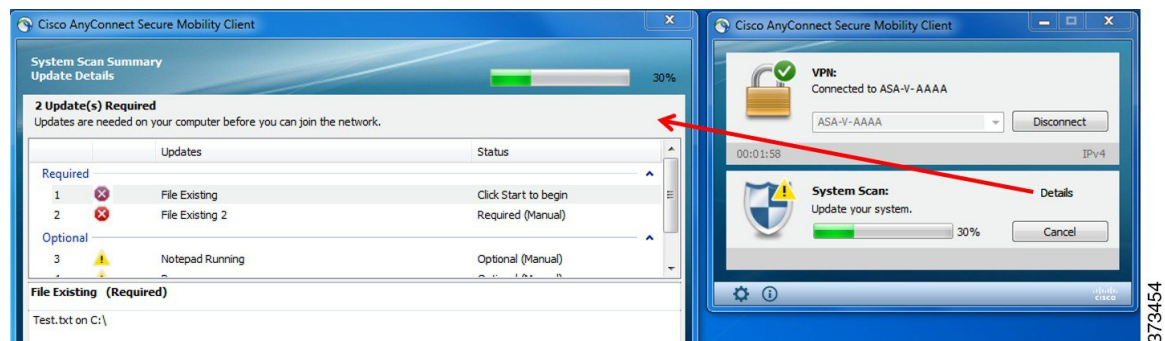 Cisco AnyConnect Secure Mobility Client
System Scan Summary
Update Details
30%
2 Update(s) Required
Updates are needed on your computer before you can join the network.
Updates Status
Required
1 File Existing Click Start to begin
2 File Existing 2 Required (Manual)
Optional
3 Notepad Running Optional (Manual)
File Existing (Required)
Test.txt on C:\
Cisco AnyConnect Secure Mobility Client
VPN:
Connected to ASA-V-AAAA
ASA-V-AAAA Disconnect
00:01:58 IPv4
System Scan: Details
Update your system.
30% Cancel
CISCO
373454